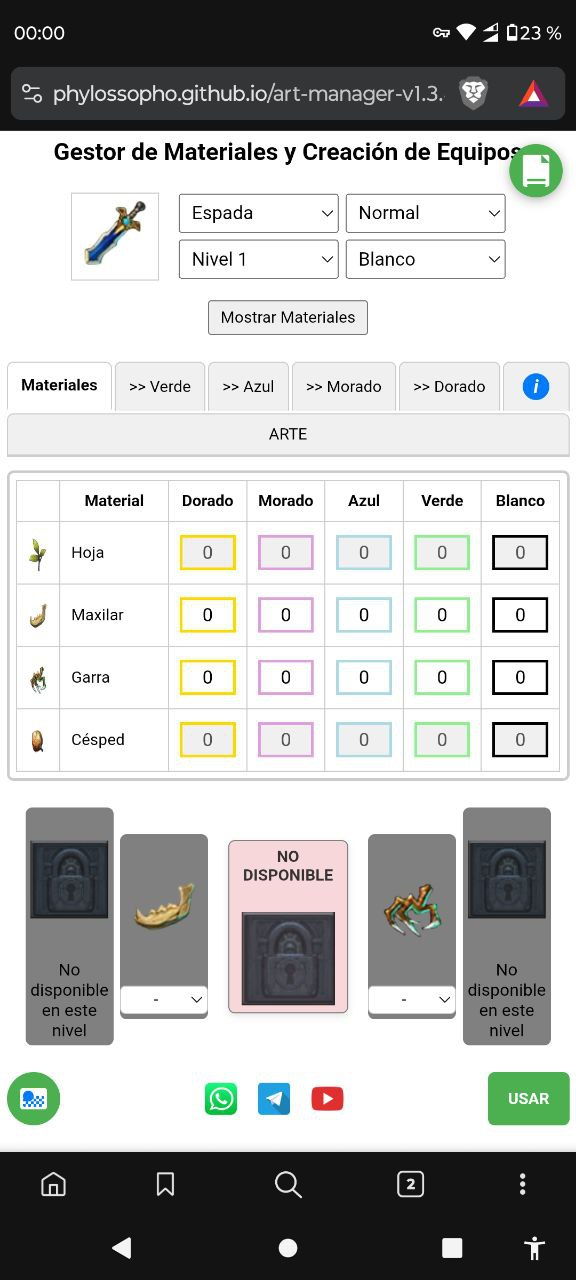 00:00
23 %
phylossopho.github.io/art-manager-v1.3.
Gestor de Materiales y Creación de Equipos
Espada
Normal
Nivel 1
Blanco
Mostrar Materiales
Materiales
>> Verde
>> Azul
>> Morado
>> Dorado
i
ARTE
Material Dorado Morado Azul Verde Blanco
Hoja 0 0 0 0 0
Maxilar 0 0 0 0 0
Garra 0 0 0 0 0
Césped 0 0 0 0 0
No
disponible
en este
nivel
-
NO
DISPONIBLE
-
No
disponible
en este
nivel
USAR
2